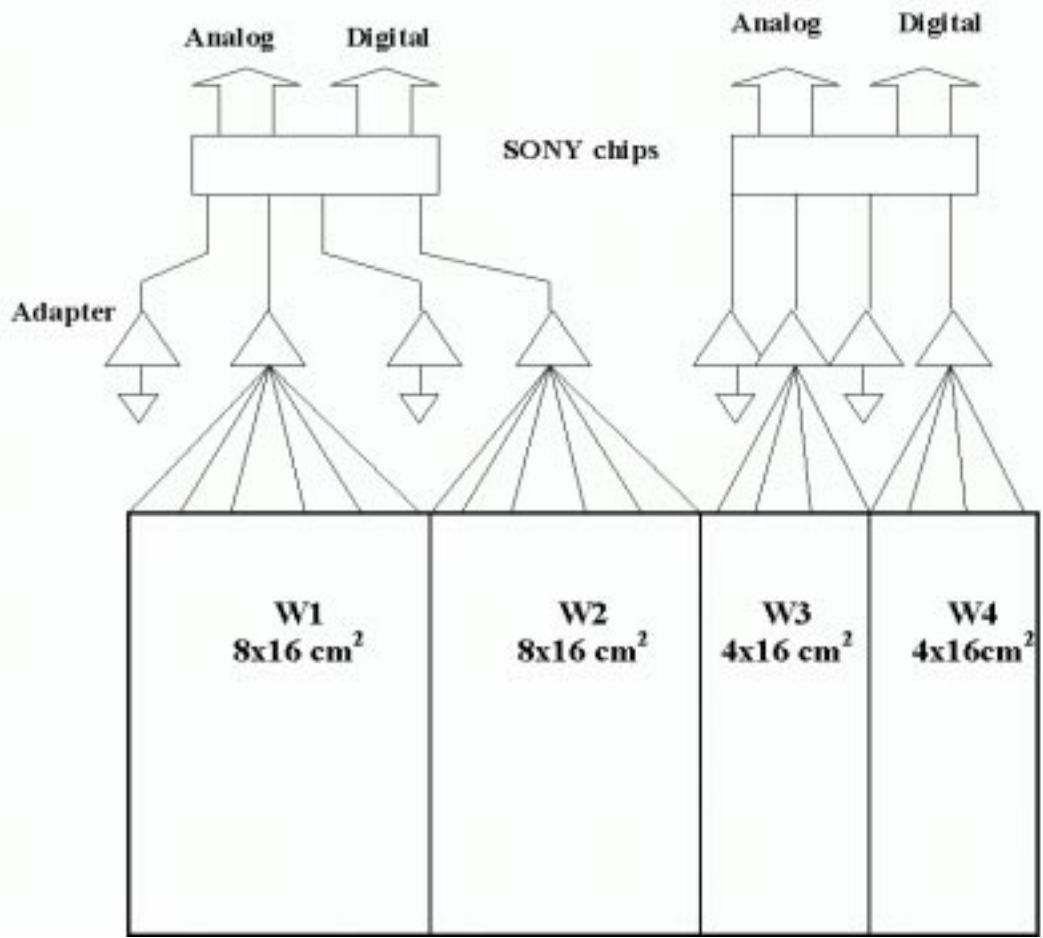 Analog Digital Analog Digital
SONY chips
Adapter
W1 W2 W3 W4
8x16 cm² 8x16 cm² 4x16 cm² 4x16cm²